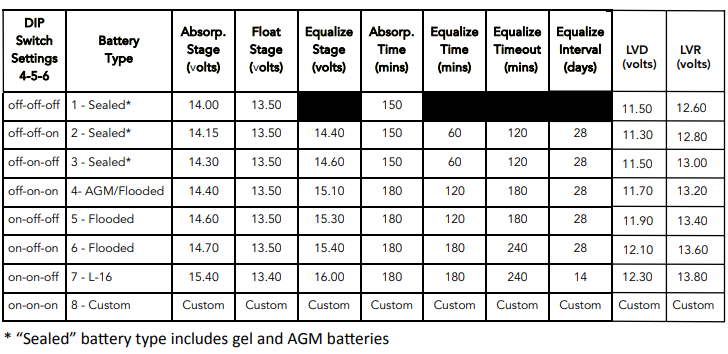 DIP Switch Settings 4-5-6 | Battery Type | Absorp. Stage (volts) | Float Stage (volts) | Equalize Stage (volts) | Absorp. Time (mins) | Equalize Time (mins) | Equalize Timeout (mins) | Equalize Interval (days) | LVD (volts) | LVR (volts)
off-off-off | 1 - Sealed* | 14.00 | 13.50 | | 150 | | | | 11.50 | 12.60
off-off-on | 2 - Sealed* | 14.15 | 13.50 | 14.40 | 150 | 60 | 120 | 28 | 11.30 | 12.80
off-on-off | 3 - Sealed* | 14.30 | 13.50 | 14.60 | 150 | 60 | 120 | 28 | 11.50 | 13.00
off-on-on | 4- AGM/Flooded | 14.40 | 13.50 | 15.10 | 180 | 120 | 180 | 28 | 11.70 | 13.20
on-off-off | 5 - Flooded | 14.60 | 13.50 | 15.30 | 180 | 120 | 180 | 28 | 11.90 | 13.40
on-off-on | 6 - Flooded | 14.70 | 13.50 | 15.40 | 180 | 180 | 240 | 28 | 12.10 | 13.60
on-on-off | 7 - L-16 | 15.40 | 13.40 | 16.00 | 180 | 180 | 240 | 14 | 12.30 | 13.80
on-on-on | 8 - Custom | Custom | Custom | Custom | Custom | Custom | Custom | Custom | Custom | Custom
* “Sealed” battery type includes gel and AGM batteries